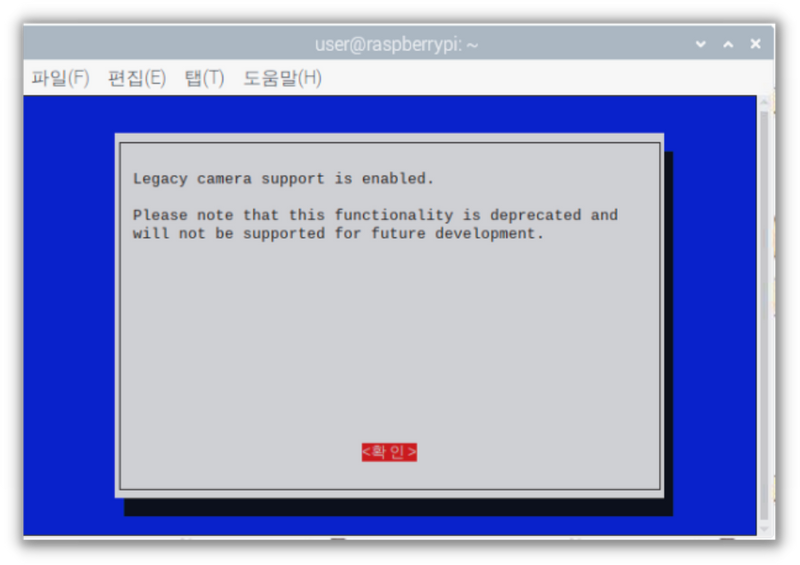 user@raspberrypi: ~
파일(F) 편집(E) 탭(T) 도움말(H)
Legacy camera support is enabled.
Please note that this functionality is deprecated and
will not be supported for future development.
<확인>